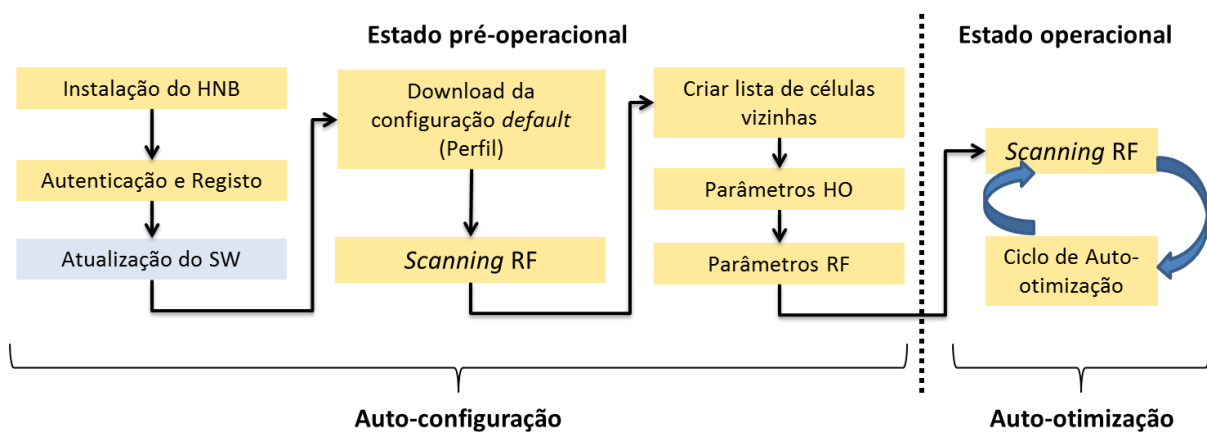 Estado pré-operacional
Estado operacional
Instalação do HNB
Autenticação e Registo
Atualização do SW
Download da
configuração default
(Perfil)
Scanning RF
Criar lista de células
vizinhas
Parâmetros HO
Parâmetros RF
Scanning RF
Ciclo de Auto-
otimização
Auto-configuração
Auto-otimização